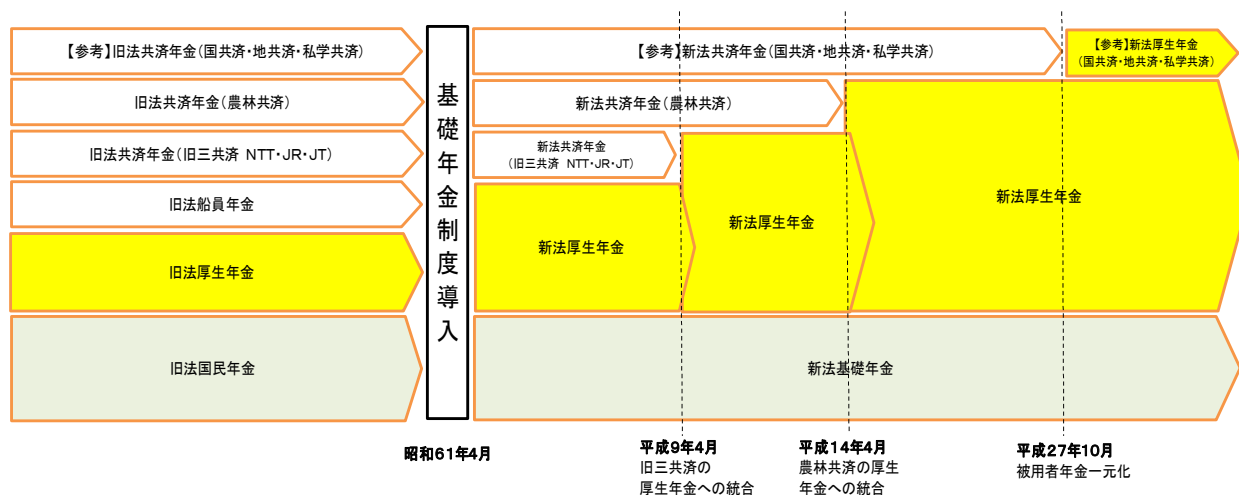 【参考】旧法共済年金(国共済・地共済・私学共済)
旧法共済年金(農林共済)
旧法共済年金(旧三共済 NTT・JR・JT)
旧法船員年金
旧法厚生年金
旧法国民年金
基礎年金制度導入
【参考】新法共済年金(国共済・地共済・私学共済)
【参考】新法厚生年金
(国共済・地共済・私学共済)
新法共済年金(農林共済)
新法共済年金
(旧三共済 NTT・JR・JT)
新法厚生年金
新法厚生年金
新法厚生年金
新法基礎年金
昭和61年4月
平成9年4月
旧三共済の
厚生年金への統合
平成14年4月
農林共済の厚生
年金への統合
平成27年10月
被用者年金一元化